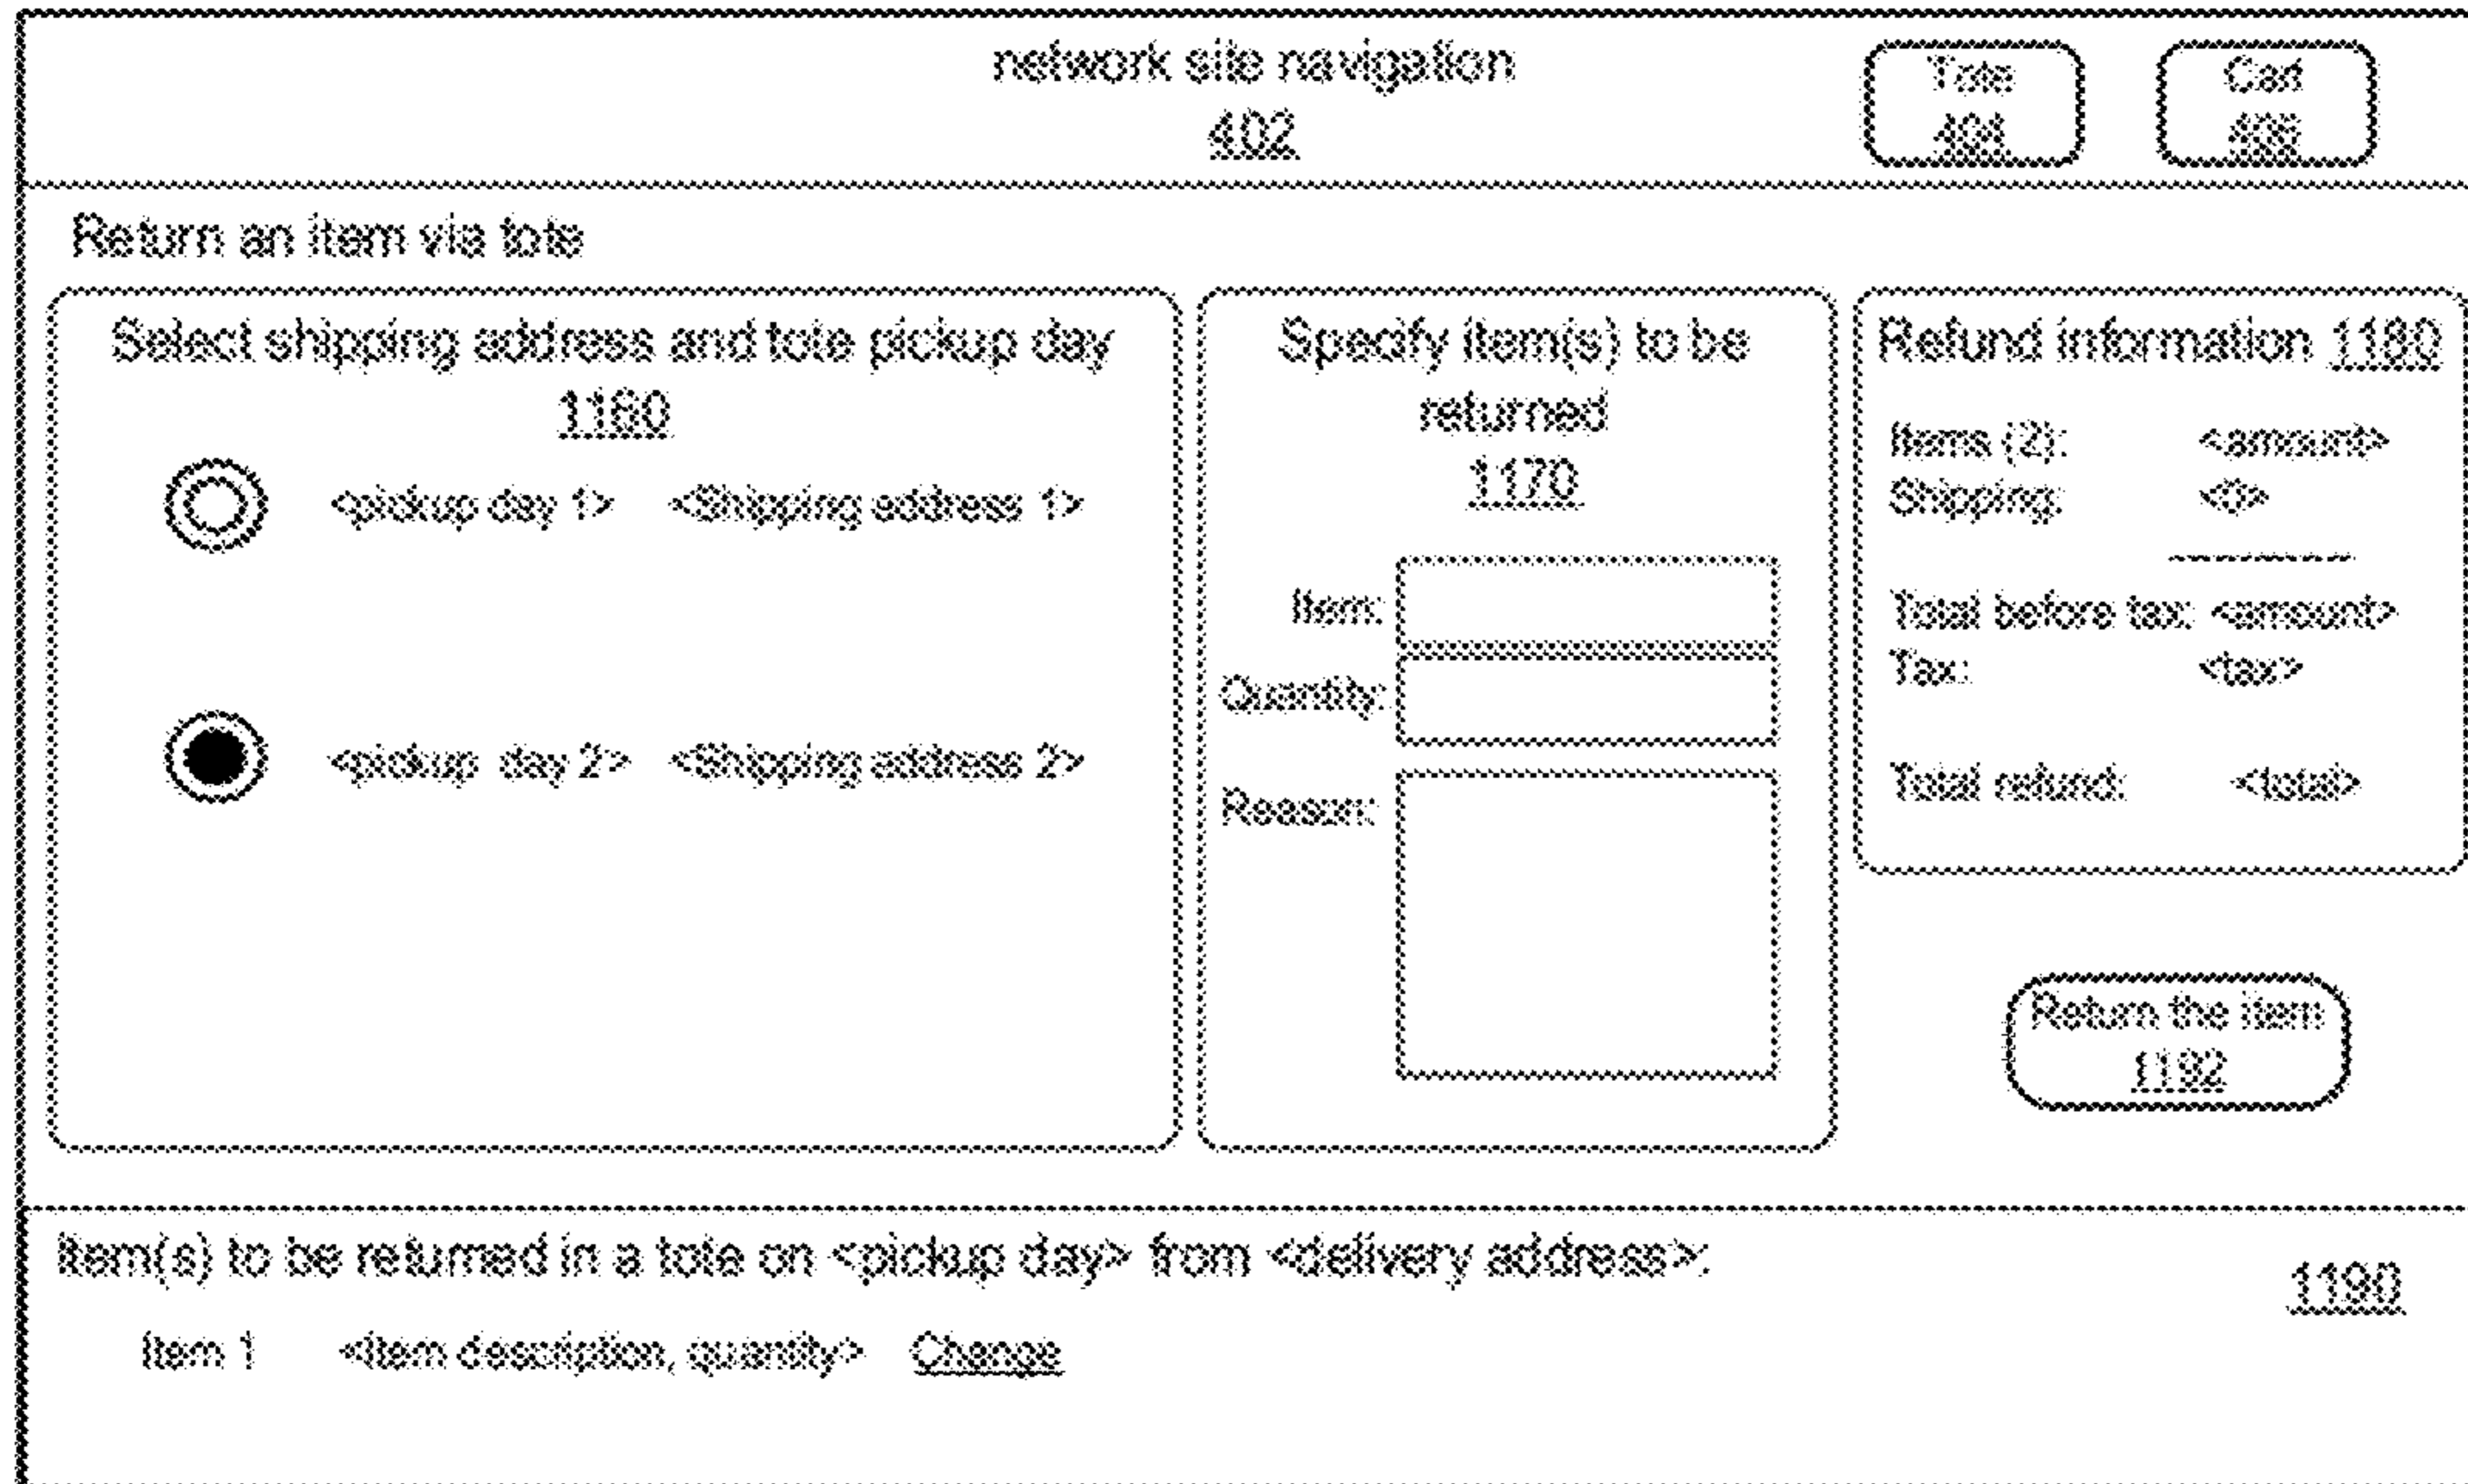 network site navigation
402
Tote
404
Cart
Return an item via tote
Select shipping address and tote pickup day
1160
<pickup day 1> <Shipping address 1>
<pickup day 2> <Shipping address 2>
Specify item(s) to be
returned
1170
Item:
Quantity:
Reason:
Refund information 1180
Items (2): <amount>
Shipping: <0>
Total before tax: <amount>
Tax: <tax>
Total refund: <total>
Return the item
1192
Item(s) to be returned in a tote on <pickup day> from <delivery address>:
1190
Item 1 <item description, quantity> Change